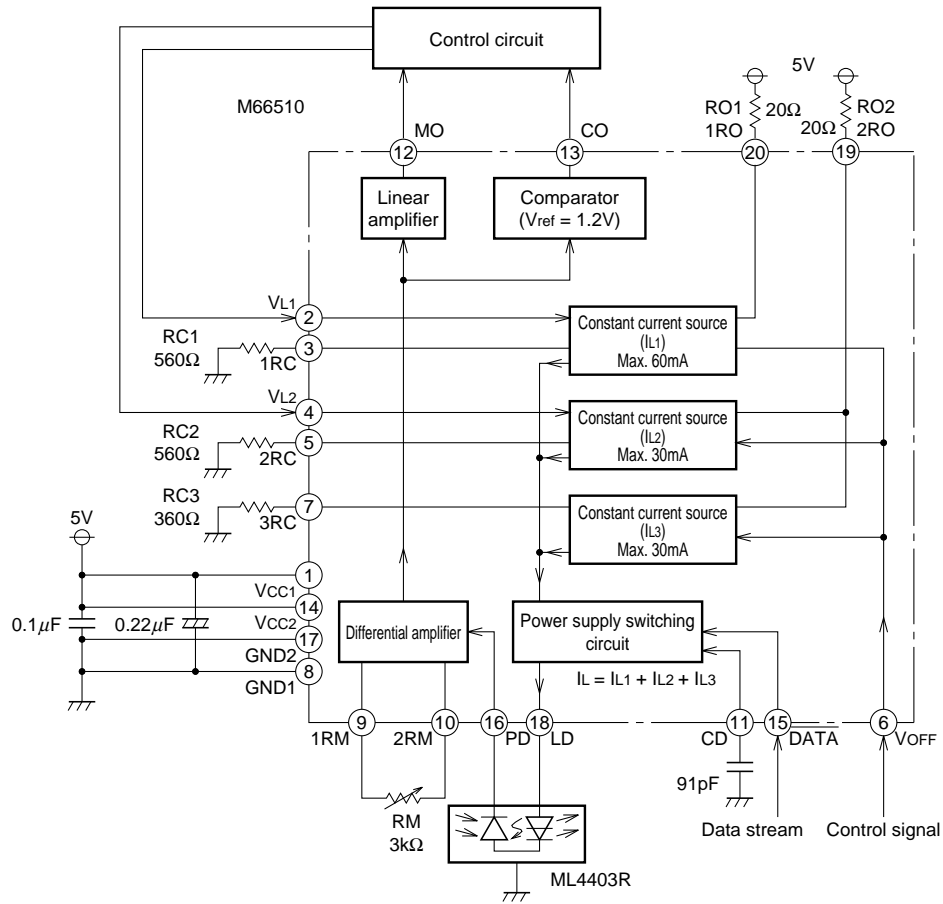 Control circuit
M66510
5V
RO1
1RO
20Ω
20Ω
RO2
2RO
MO
CO
12
13
20
19
Linear
amplifier
Comparator
(Vref = 1.2V)
VL1
2
RC1
560Ω
3
1RC
Constant current source
(IL1)
Max. 60mA
VL2
4
RC2
560Ω
5
2RC
Constant current source
(IL2)
Max. 30mA
RC3
360Ω
7
3RC
Constant current source
(IL3)
Max. 30mA
5V
1
VCC1
14
VCC2
0.1µF
0.22µF
17
GND2
8
GND1
Differential amplifier
Power supply switching
circuit
IL = IL1 + IL2 + IL3
9
10
16
18
11
15
6
1RM
2RM
PD
LD
CD
DATA
VOFF
91pF
RM
3kΩ
Data stream
Control signal
ML4403R